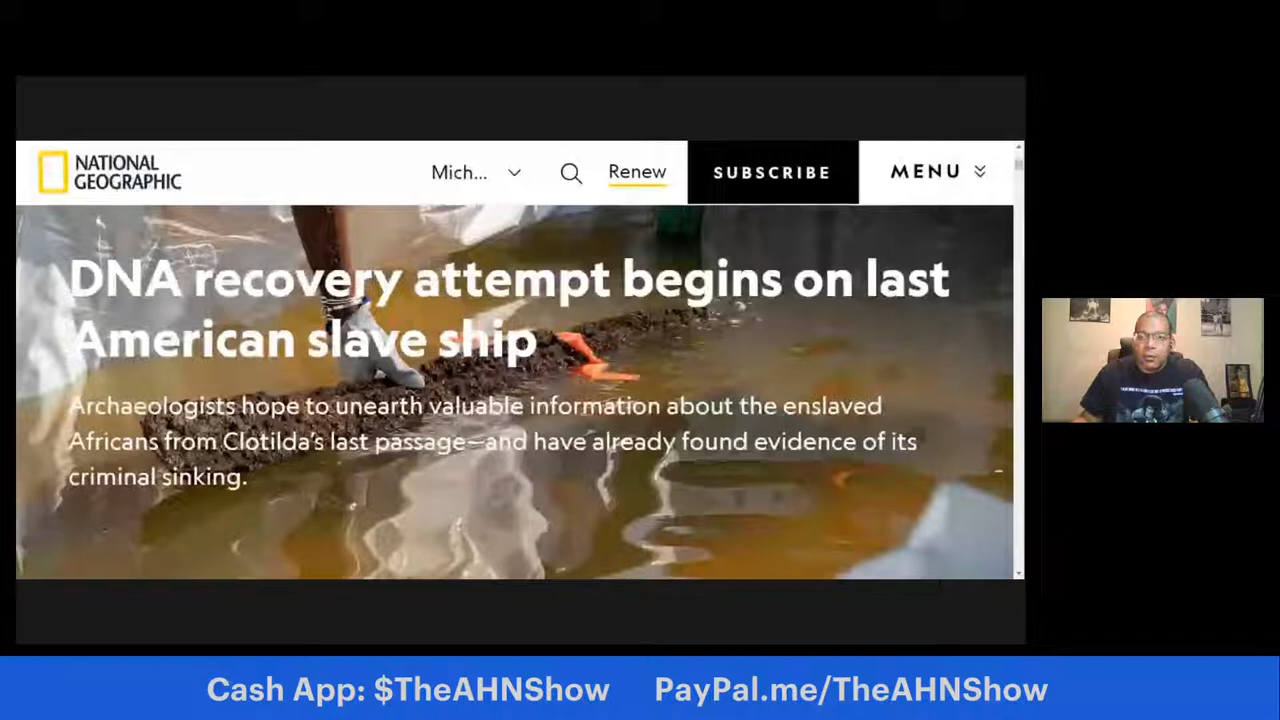 NATIONAL
GEOGRAPHIC
Mich...
Renew
SUBSCRIBE
MENU
DNA recovery attempt begins on last
American slave ship
Archaeologists hope to unearth valuable information about the enslaved
Africans from Clotilda's last passage—and have already found evidence of its
criminal sinking.
Cash App: $TheAHNShow PayPal.me/TheAHNShow